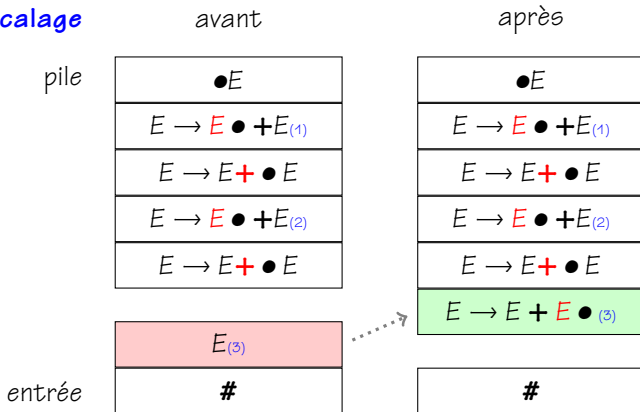 calage avant après
pile ●E ●E
E → E ● +E(1) E → E ● +E(1)
E → E+ ● E E → E+ ● E
E → E ● +E(2) E → E ● +E(2)
E → E+ ● E E → E+ ● E
E → E + E ● (3)
E(3)
entrée # #